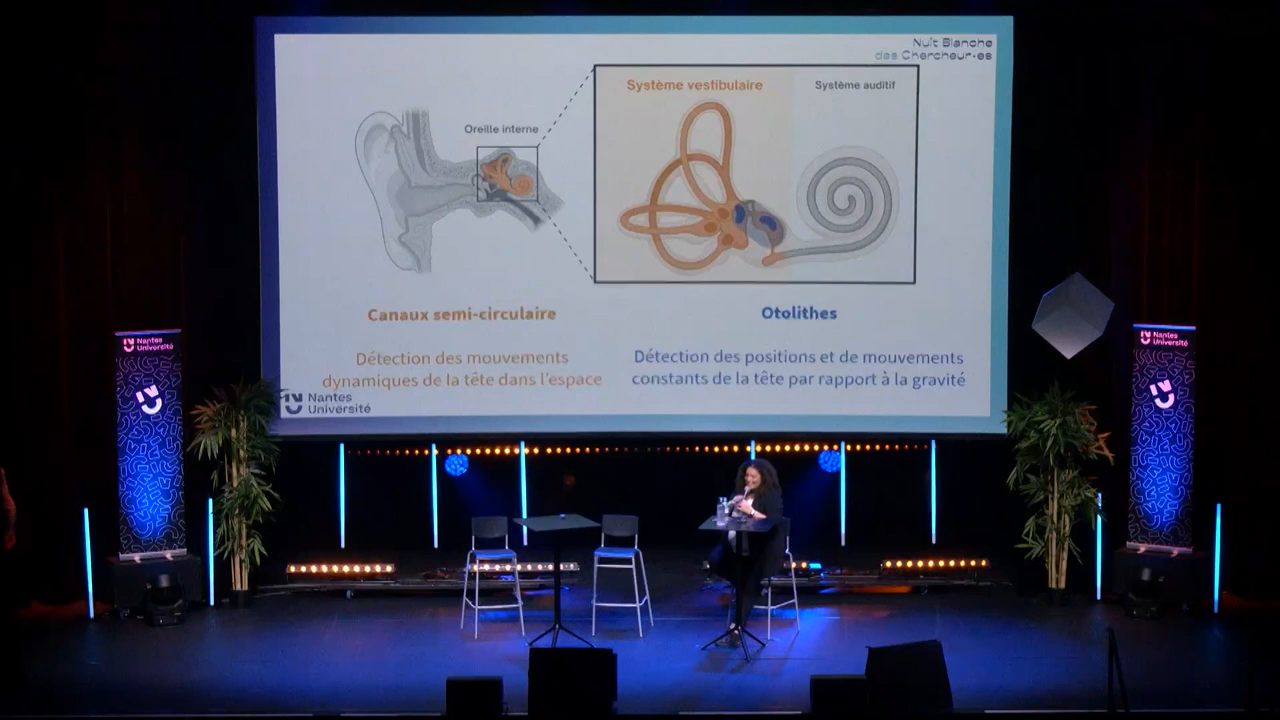 Nuit Blanche
des Chercheur·es
Système vestibulaire
Système auditif
Oreille interne
Canaux semi-circulaire
Otolithes
Détection des mouvements
dynamiques de la tête dans l'espace
Détection des positions et de mouvements
constants de la tête par rapport à la gravité
Nantes
Université
Nantes
Université
Nantes
Université